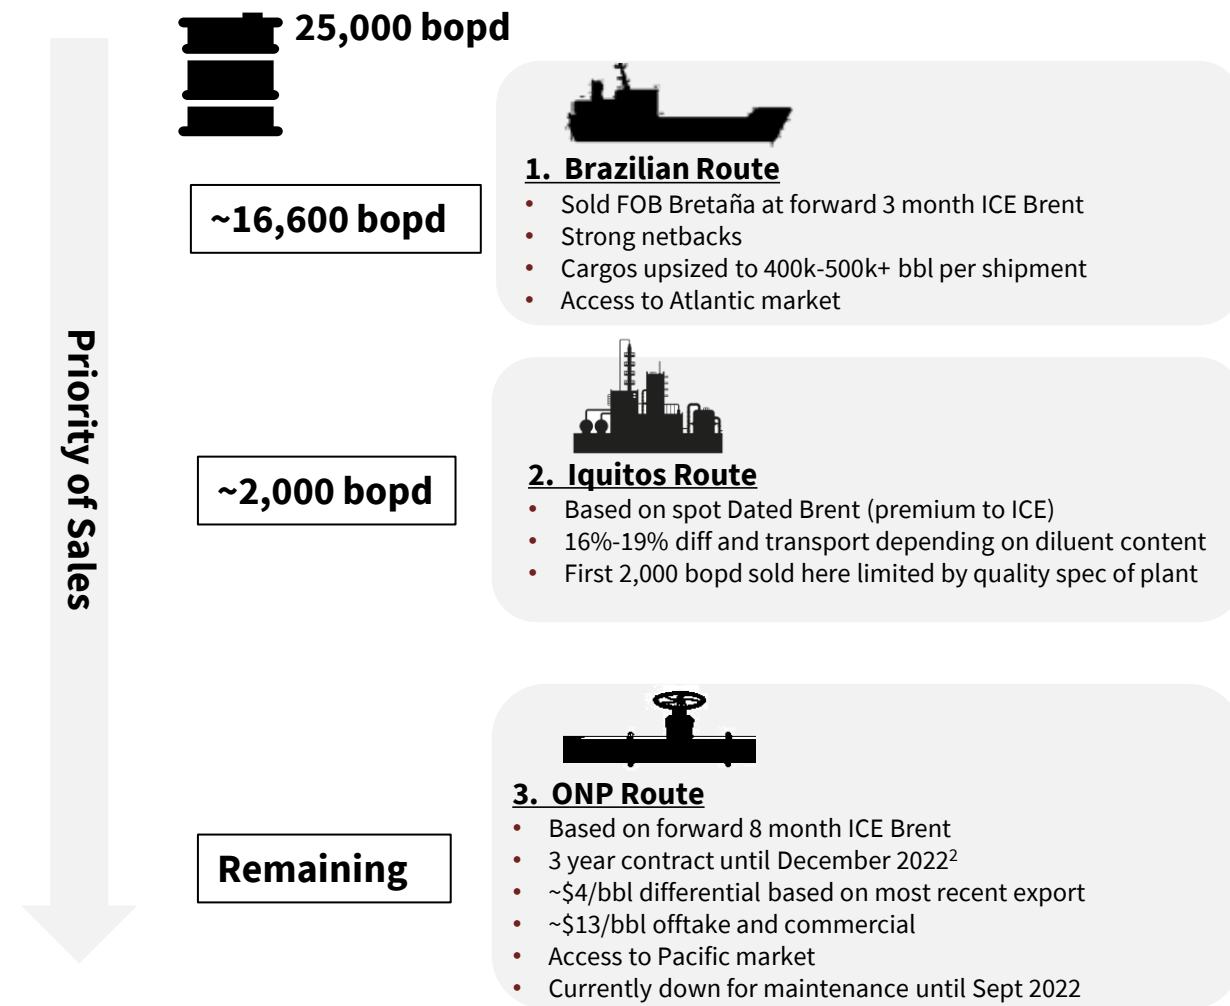 25,000 bopd
Priority of Sales
~16,600 bopd
1. Brazilian Route
• Sold FOB Bretaña at forward 3 month ICE Brent
• Strong netbacks
• Cargos upsized to 400k-500k+ bbl per shipment
• Access to Atlantic market
~2,000 bopd
2. Iquitos Route
• Based on spot Dated Brent (premium to ICE)
• 16%-19% diff and transport depending on diluent content
• First 2,000 bopd sold here limited by quality spec of plant
Remaining
3. ONP Route
• Based on forward 8 month ICE Brent
• 3 year contract until December 2022²
• ~$4/bbl differential based on most recent export
• ~$13/bbl offtake and commercial
• Access to Pacific market
• Currently down for maintenance until Sept 2022